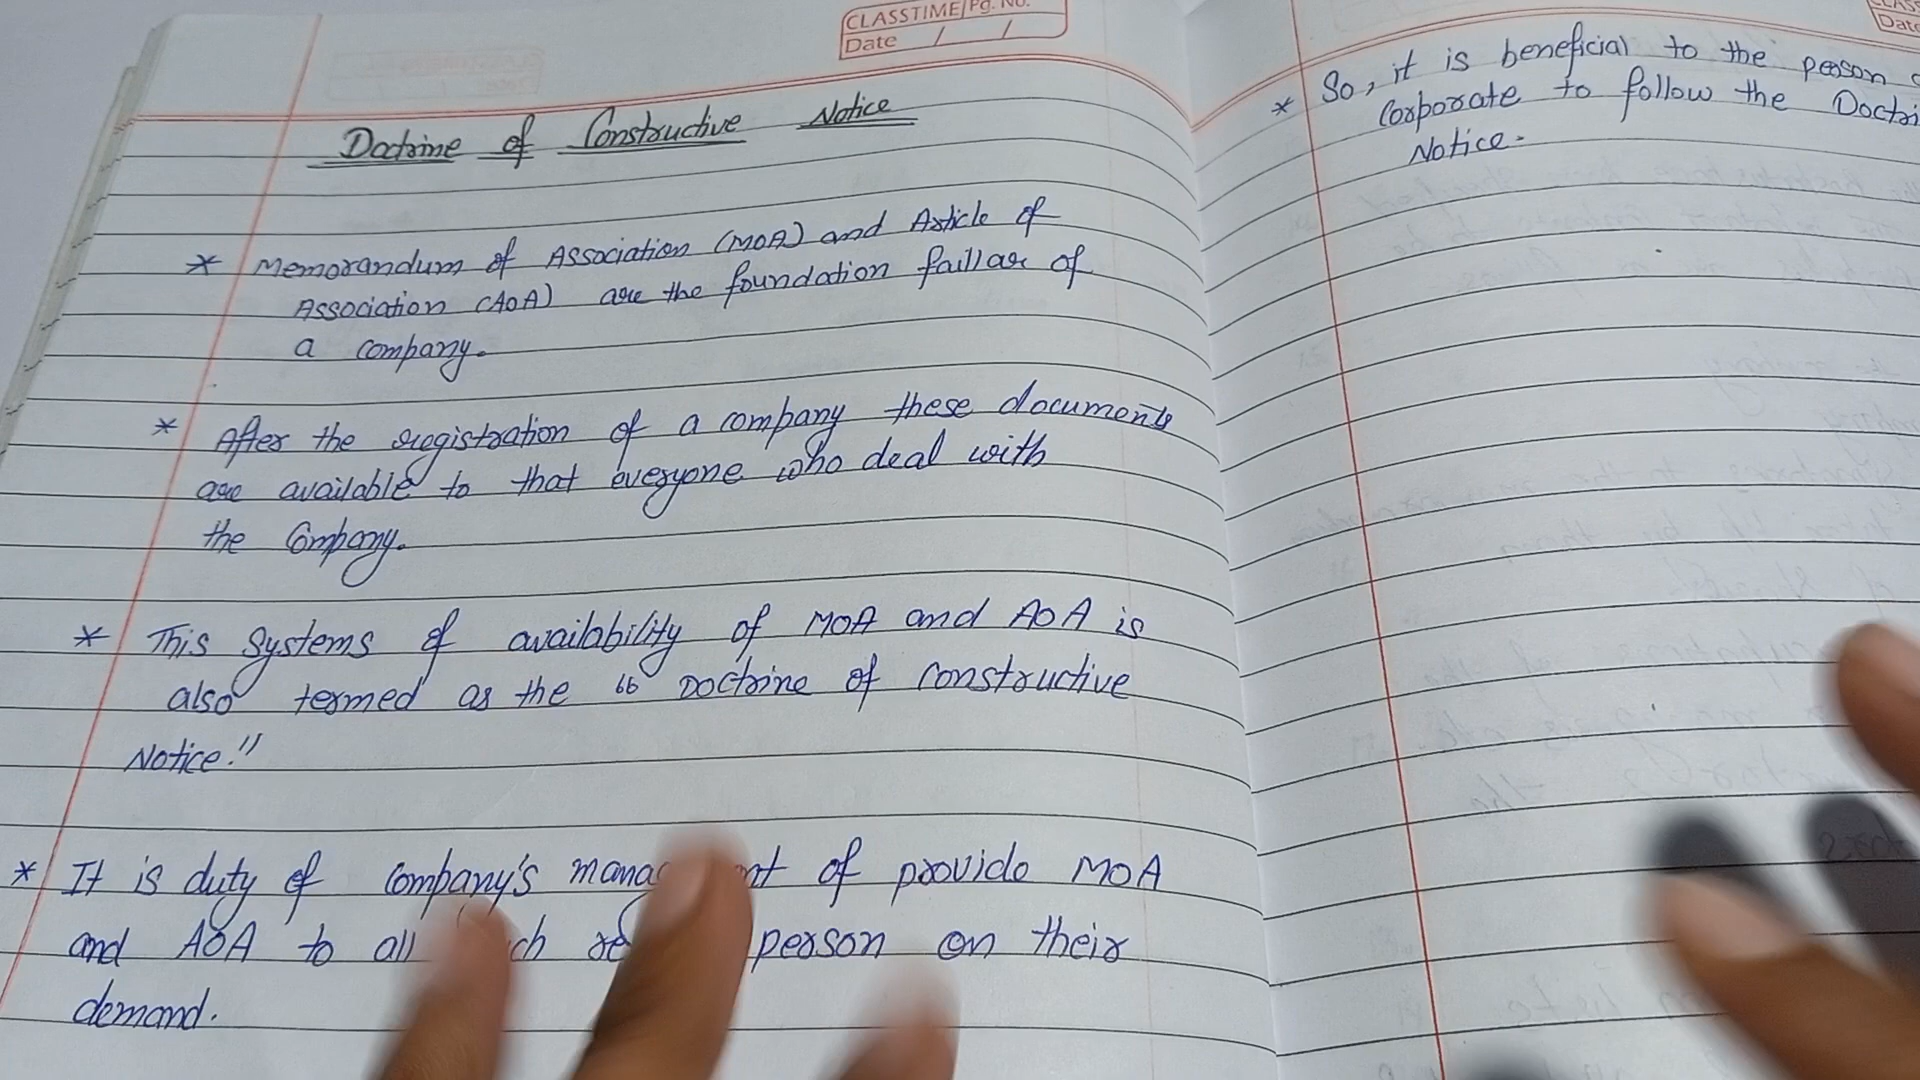 CLASSTIME/Pg. No.
Date / /
Doctrine of Constructive Notice
* Memorandum of Association (MOA) and Article of
Association (AOA) are the foundation faillar of
a company.
* After the registration of a company these documents
are available to that everyone who deal with
the Company.
* This Systems of availability of MOA and AOA is
also termed as the "Doctrine of Constructive
Notice."
* It is duty of Company's of provide MOA
and AOA to all person on their
demand.
Date
* So, it is beneficial to the person
Corporate to follow the
Notice.